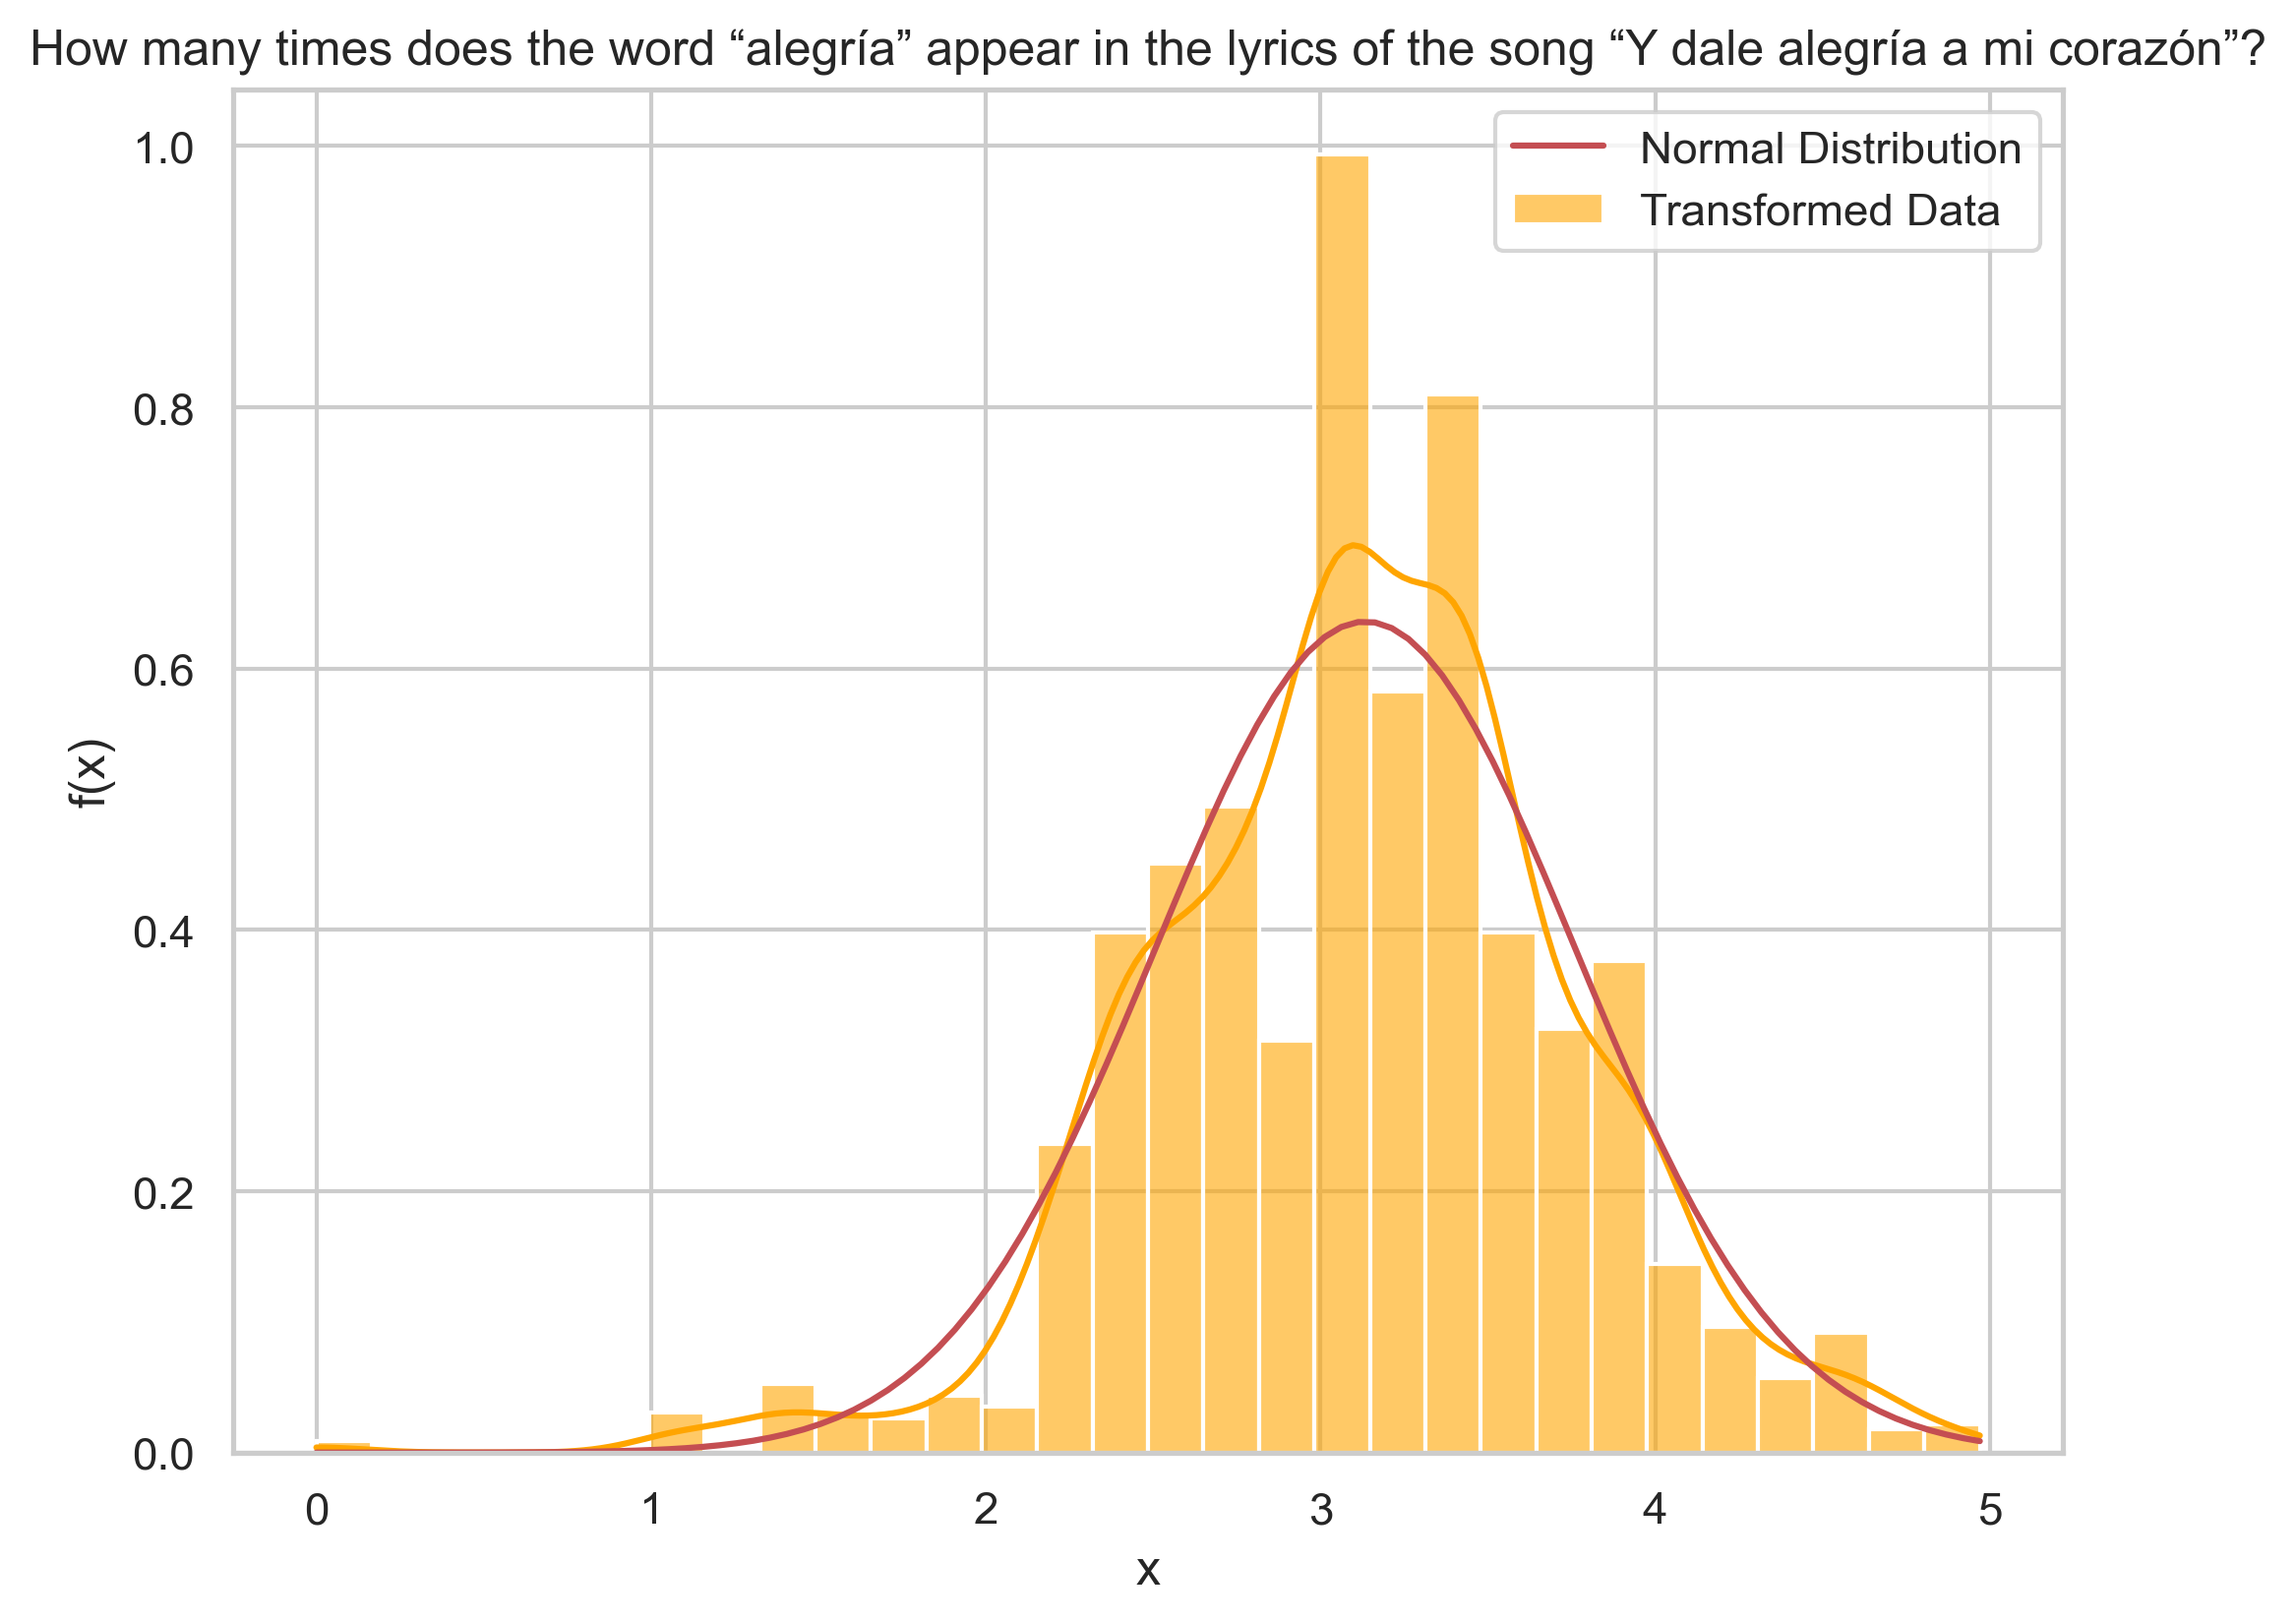 How many times does the word “alegría” appear in the lyrics of the song “Y dale alegría a mi corazón”?
Normal Distribution
Transformed Data
1.0
0.8
0.6
0.4
0.2
0.0
f(x)
0 1 2 3 4 5
x